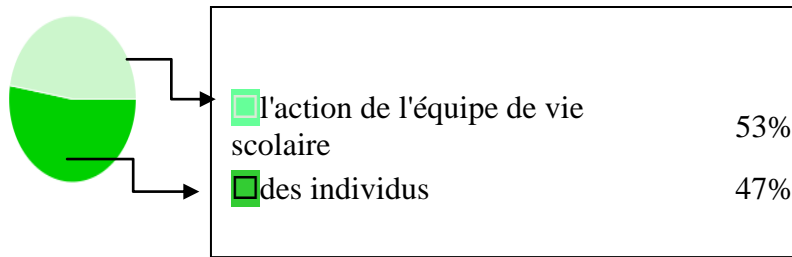 l'action de l'équipe de vie
scolaire 53%
des individus 47%